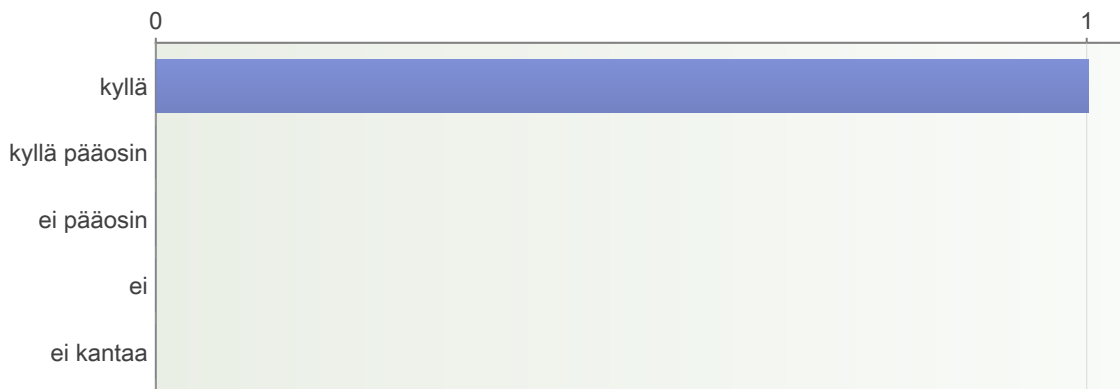 0 1
kyllä
kyllä pääosin
ei pääosin
ei
ei kantaa